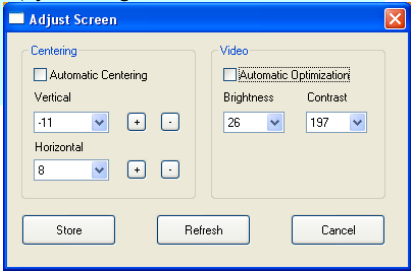 Adjust Screen
Centering
Automatic Centering
Vertical
-11
+
-
Horizontal
8
+
-
Video
Automatic Optimization
Brightness Contrast
26 197
Store Refresh Cancel